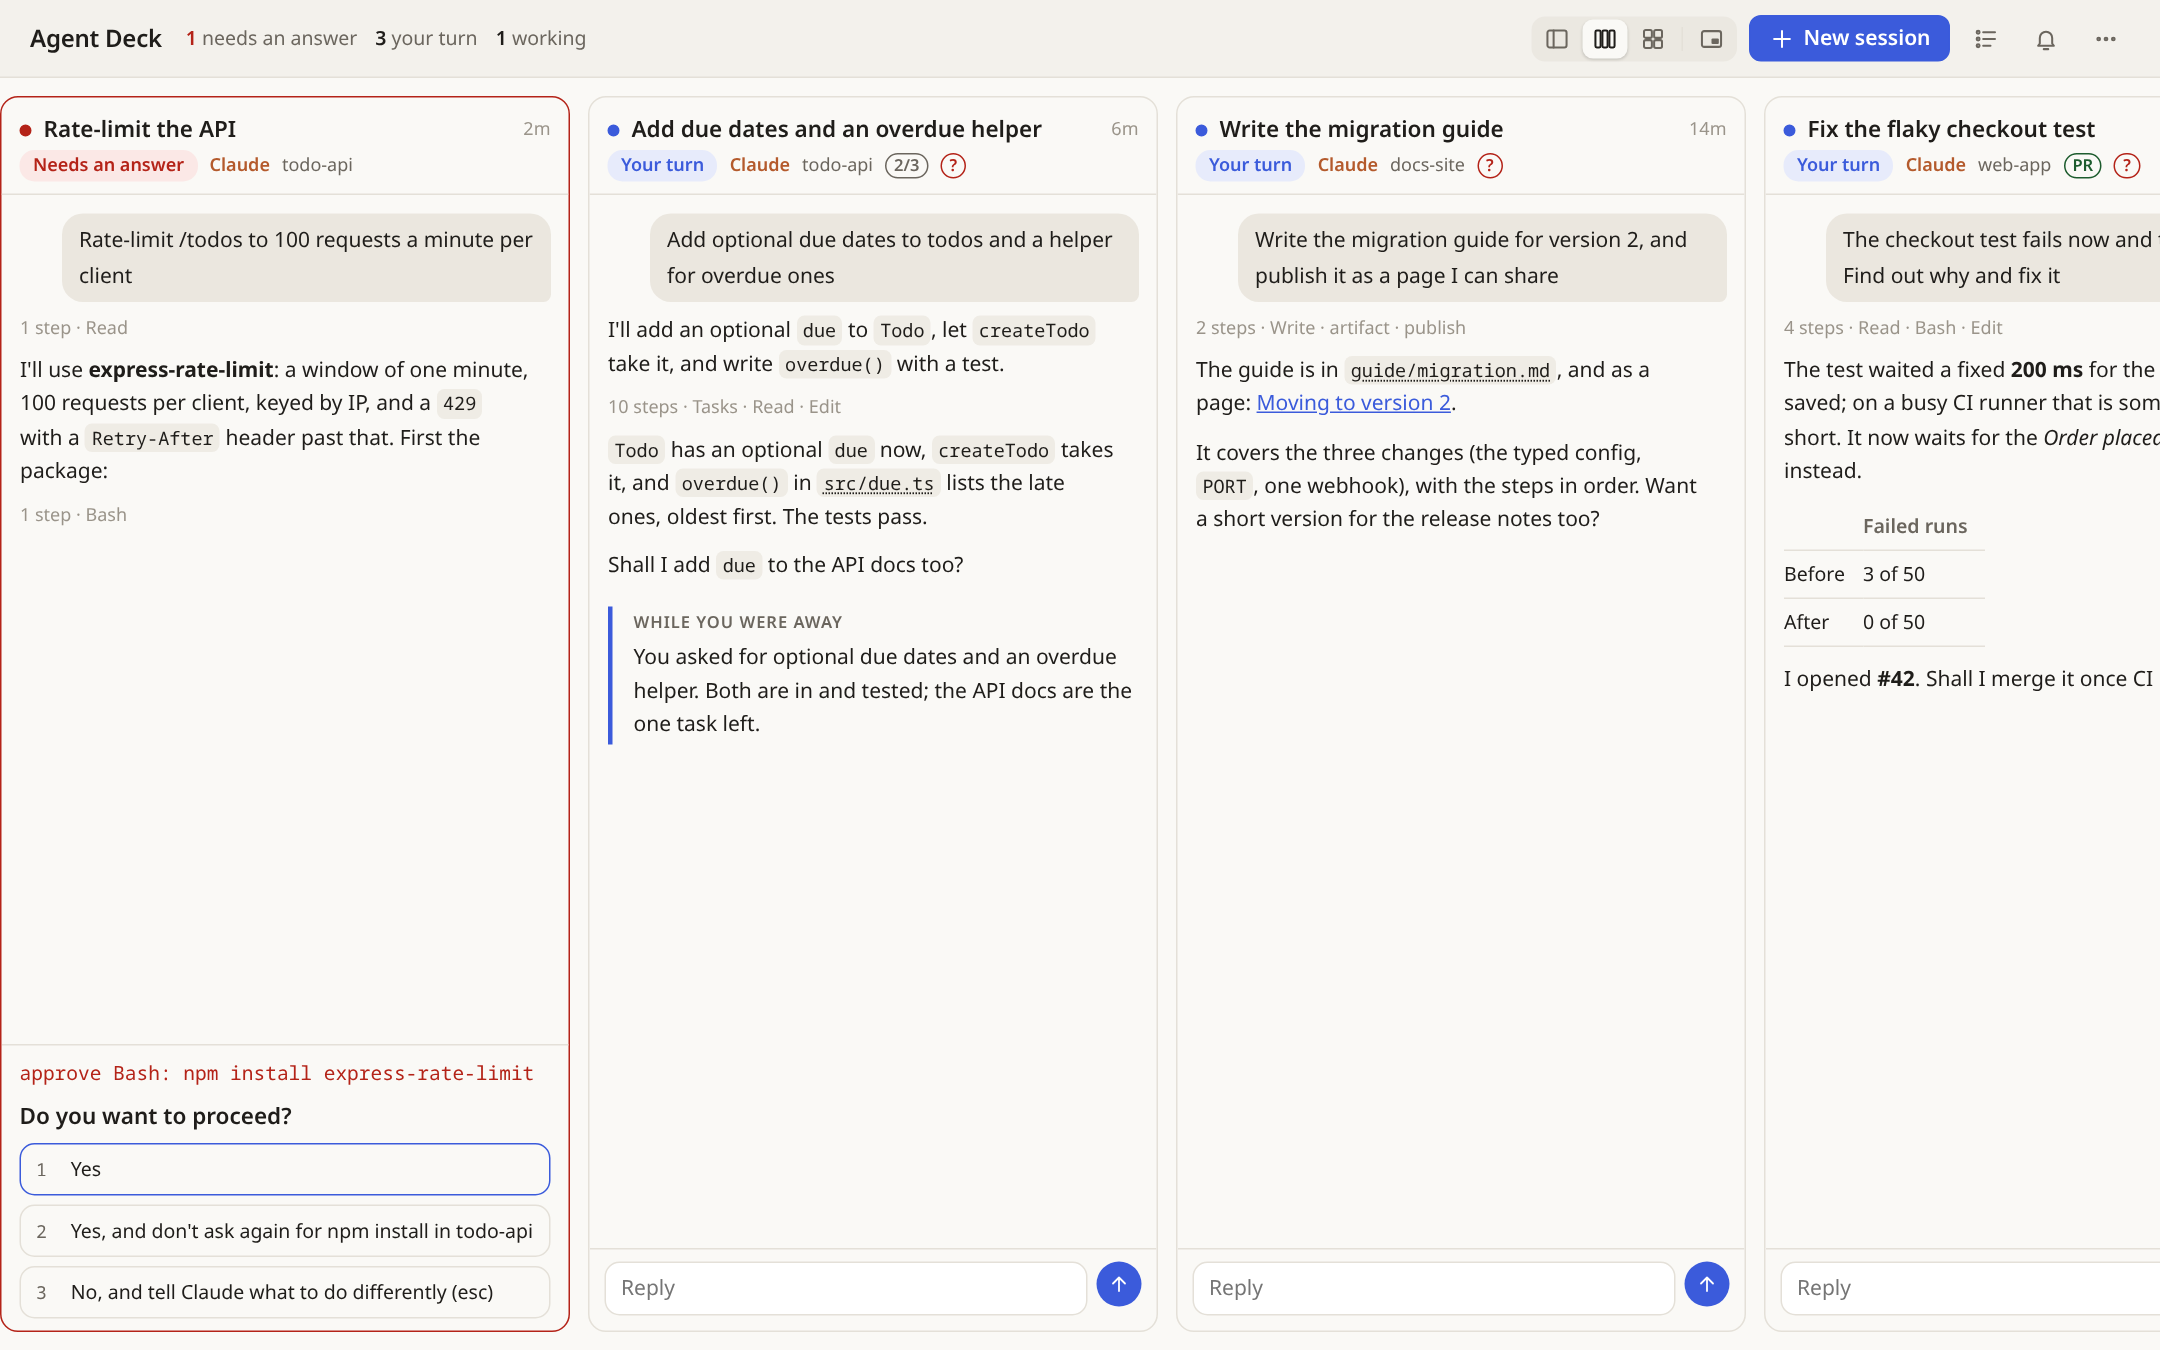 Agent Deck 1 needs an answer 3 your turn 1 working
New session
Rate-limit the API 2m
Needs an answer Claude todo-api
Rate-limit /todos to 100 requests a minute per
client
1 step · Read
I'll use express-rate-limit: a window of one minute,
100 requests per client, keyed by IP, and a 429
with a Retry-After header past that. First the
package:
1 step · Bash
approve Bash: npm install express-rate-limit
Do you want to proceed?
1 Yes
2 Yes, and don't ask again for npm install in todo-api
3 No, and tell Claude what to do differently (esc)
Add due dates and an overdue helper 6m
Your turn Claude todo-api 2/3 ?
Add optional due dates to todos and a helper
for overdue ones
I'll add an optional due to Todo, let createTodo
take it, and write overdue() with a test.
10 steps · Tasks · Read · Edit
Todo has an optional due now, createTodo takes
it, and overdue() in src/due.ts lists the late
ones, oldest first. The tests pass.
Shall I add due to the API docs too?
WHILE YOU WERE AWAY
You asked for optional due dates and an overdue
helper. Both are in and tested; the API docs are the
one task left.
Reply
Write the migration guide 14m
Your turn Claude docs-site ?
Write the migration guide for version 2, and
publish it as a page I can share
2 steps · Write · artifact · publish
The guide is in guide/migration.md, and as a
page: Moving to version 2.
It covers the three changes (the typed config,
PORT, one webhook), with the steps in order. Want
a short version for the release notes too?
Reply
Fix the flaky checkout test
Your turn Claude web-app PR ?
The checkout test fails now and
Find out why and fix it
4 steps · Read · Bash · Edit
The test waited a fixed 200 ms for the
saved; on a busy CI runner that is som
short. It now waits for the Order placed
instead.
Failed runs
Before 3 of 50
After 0 of 50
I opened #42. Shall I merge it once CI
Reply